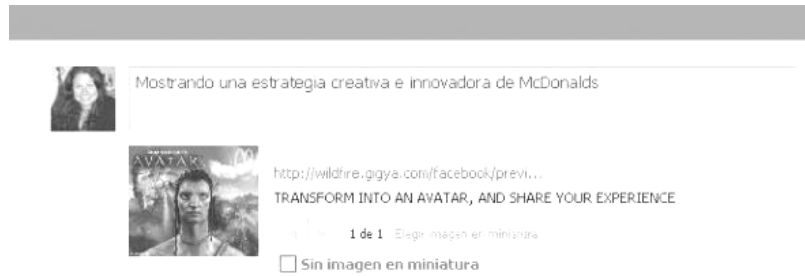 Mostrando una estrategia creativa e innovadora de McDonalds
AVATAR
http://wildfire.gigya.com/facebook/previ...
TRANSFORM INTO AN AVATAR, AND SHARE YOUR EXPERIENCE
1 de 1 Elegir imagen en miniatura
Sin imagen en miniatura